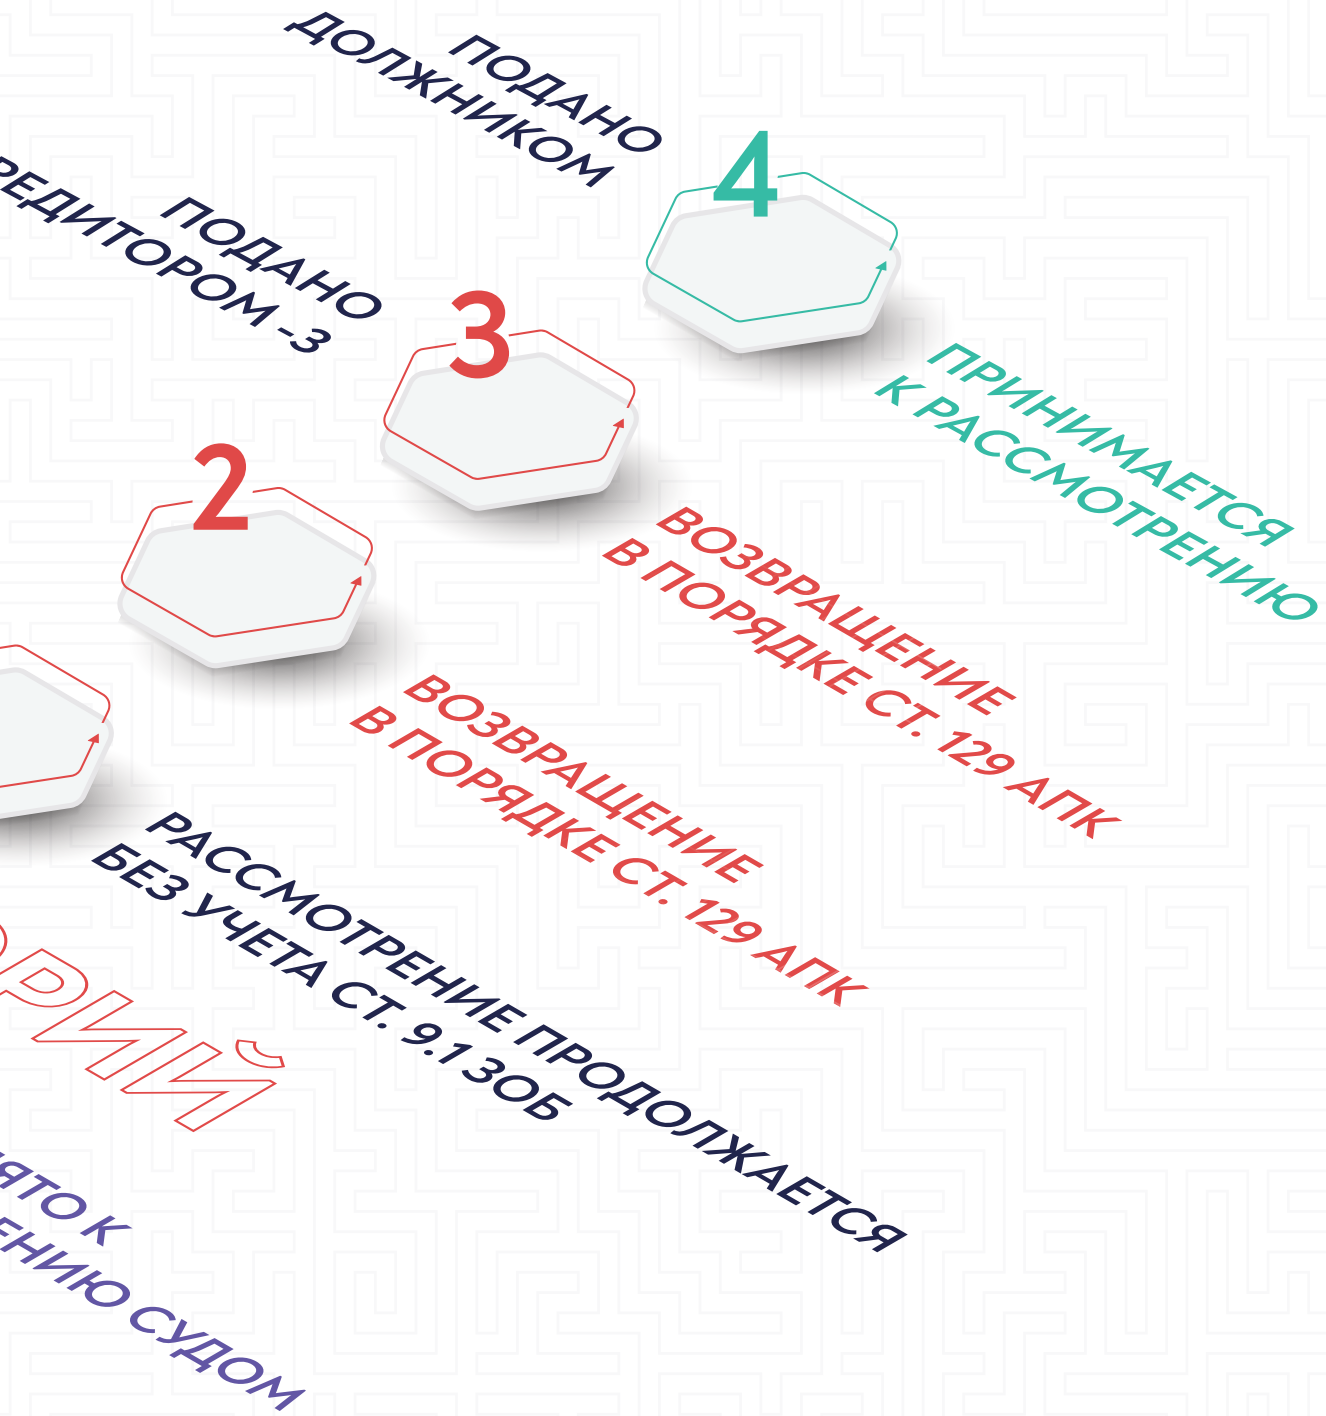 ПОДАНО
ДОЛЖНИКОМ
4
ПРИНИМАЕТСЯ
К РАССМОТРЕНИЮ
ПОДАНО
РЕДИТОРОМ -3
3
ВОЗВРАЩЕНИЕ
В ПОРЯДКЕ СТ. 129 АПК
2
ВОЗВРАЩЕНИЕ
В ПОРЯДКЕ СТ. 129 АПК
РАССМОТРЕНИЕ ПРОДОЛЖАЕТСЯ
БЕЗ УЧЕТА СТ. 9.1 ЗОБ
ОРИЙ
ЯТО К
ЕНИЮ СУДОМ